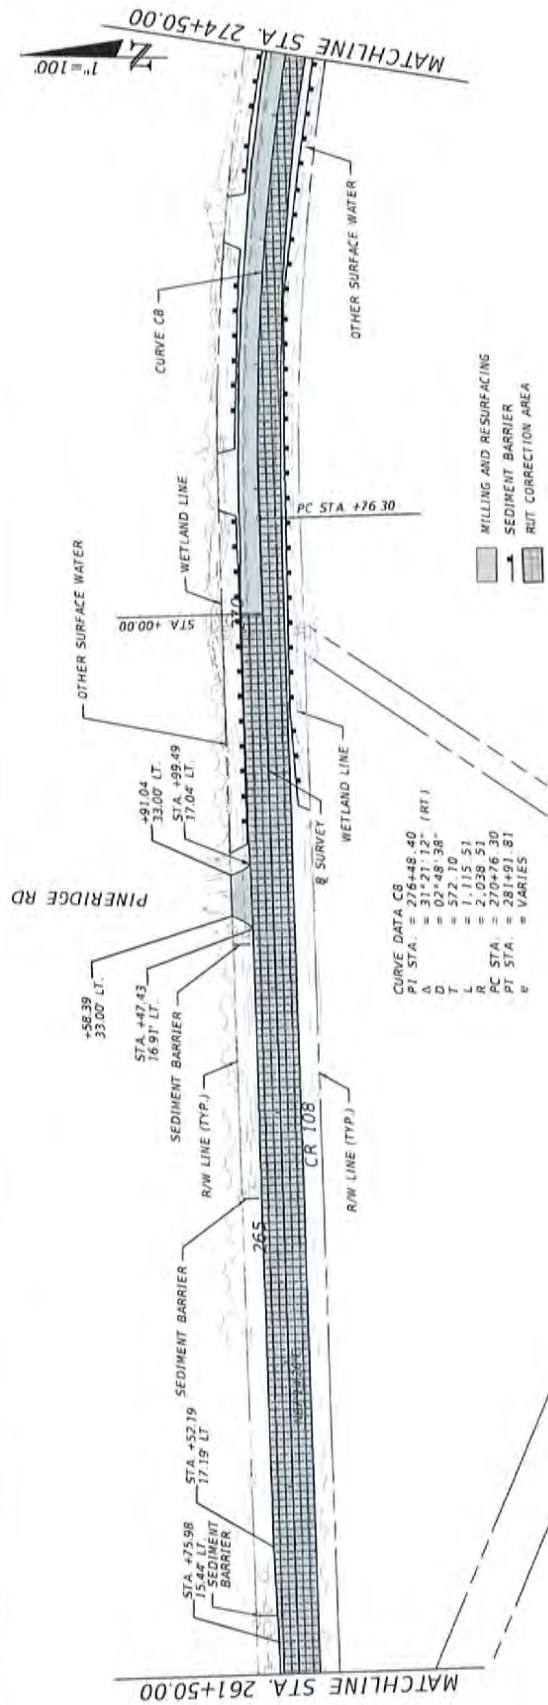 MATCHLINE STA. 261+50.00
STA. +75.98
15.44' LT.
SEDIMENT
BARRIER
STA. +52.19
17.19' LT
SEDIMENT BARRIER
265
R/W LINE (TYP.)
CR 108
R/W LINE (TYP.)
SEDIMENT BARRIER
STA. +47.43
16.91' LT.
+58.39
33.00' LT.
PINERIDGE RD
+91.04
33.00' LT.
STA. +99.49
17.04' LT.
OTHER SURFACE WATER
WETLAND LINE
STA. +00.00
270
℄ SURVEY
WETLAND LINE
PC STA. +76.30
CURVE C8
OTHER SURFACE WATER
MATCHLINE STA. 274+50.00
N
1"=100'
CURVE DATA C8
PI STA. = 276+48.40
Δ = 31°21'12" (RT)
D = 02°48'38"
T = 572.10
L = 1,115.51
R = 2,038.51
PC STA. = 270+76.30
PT STA. = 281+91.81
e = VARIES
MILLING AND RESURFACING
SEDIMENT BARRIER
RUT CORRECTION AREA